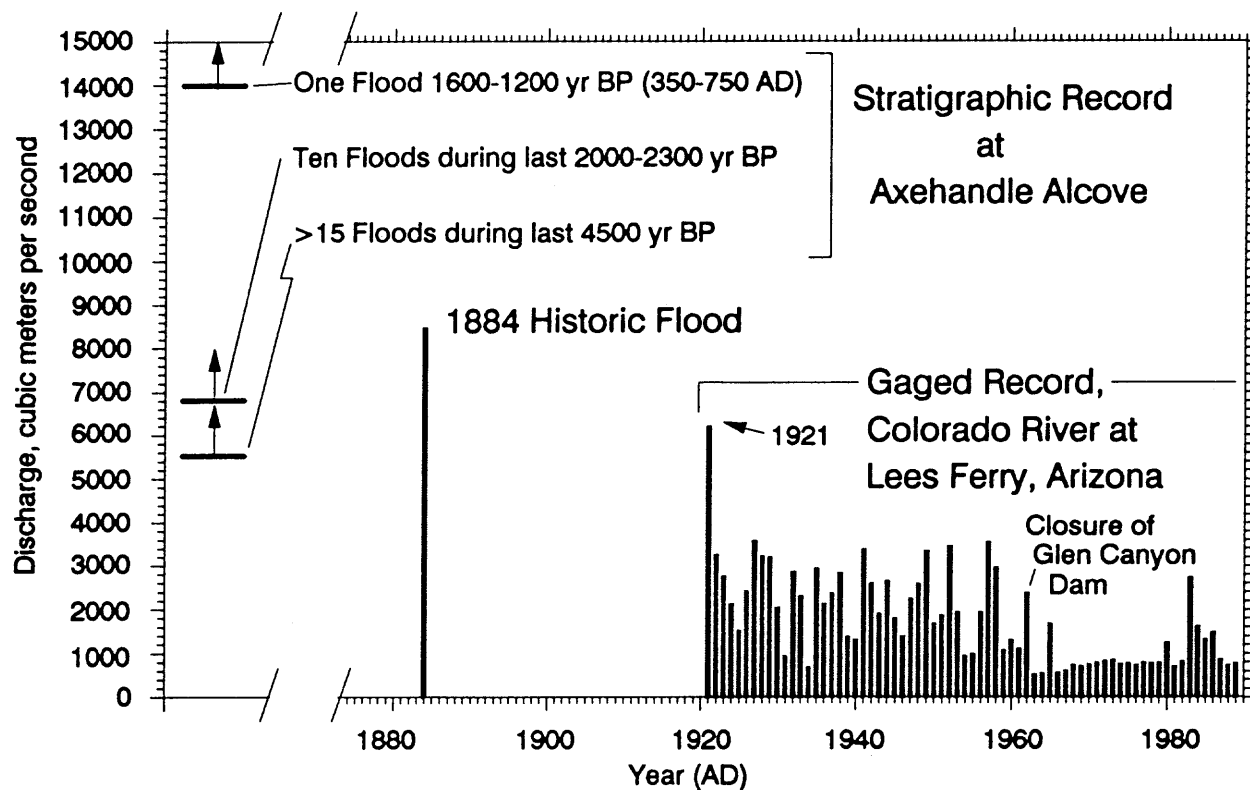 15000
14000
13000
12000
11000
10000
9000
8000
7000
6000
5000
4000
3000
2000
1000
0
Discharge, cubic meters per second
One Flood 1600-1200 yr BP (350-750 AD)
Ten Floods during last 2000-2300 yr BP
>15 Floods during last 4500 yr BP
Stratigraphic Record
at
Axehandle Alcove
1884 Historic Flood
Gaged Record,
Colorado River at
Lees Ferry, Arizona
1921
Closure of
Glen Canyon
Dam
1880
1900
1920
1940
1960
1980
Year (AD)